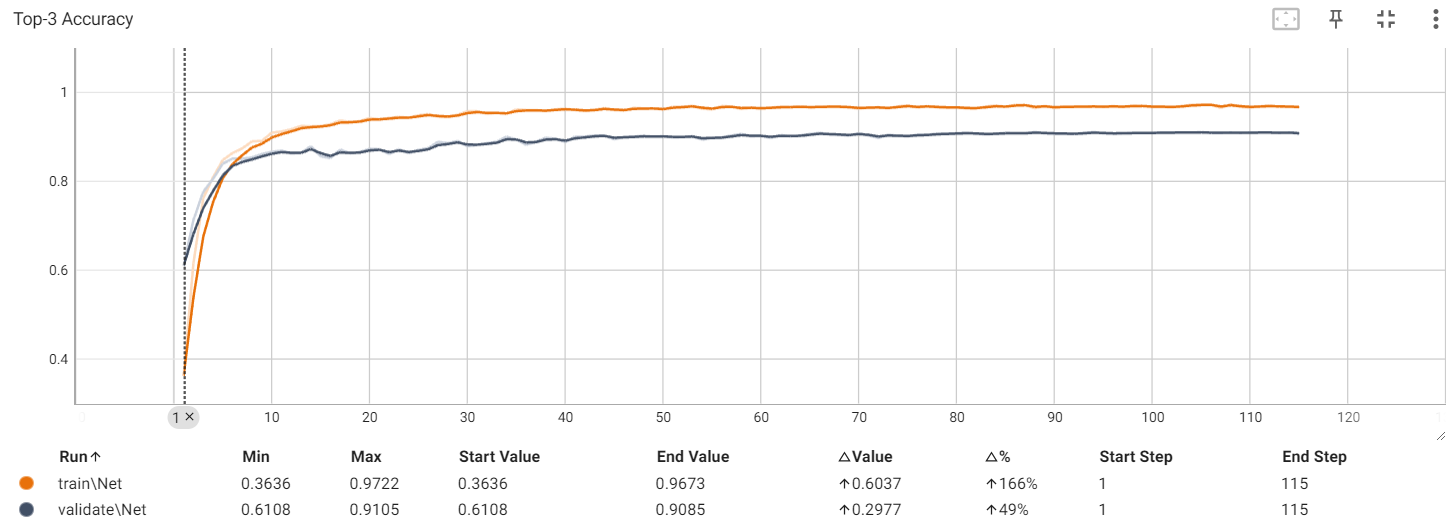 Top-3 Accuracy
1
0.8
0.6
0.4
1 × 10 20 30 40 50 60 70 80 90 100 110 120
Run↑ Min Max Start Value End Value △Value △% Start Step End Step
train\Net 0.3636 0.9722 0.3636 0.9673 ↑0.6037 ↑166% 1 115
validate\Net 0.6108 0.9105 0.6108 0.9085 ↑0.2977 ↑49% 1 115